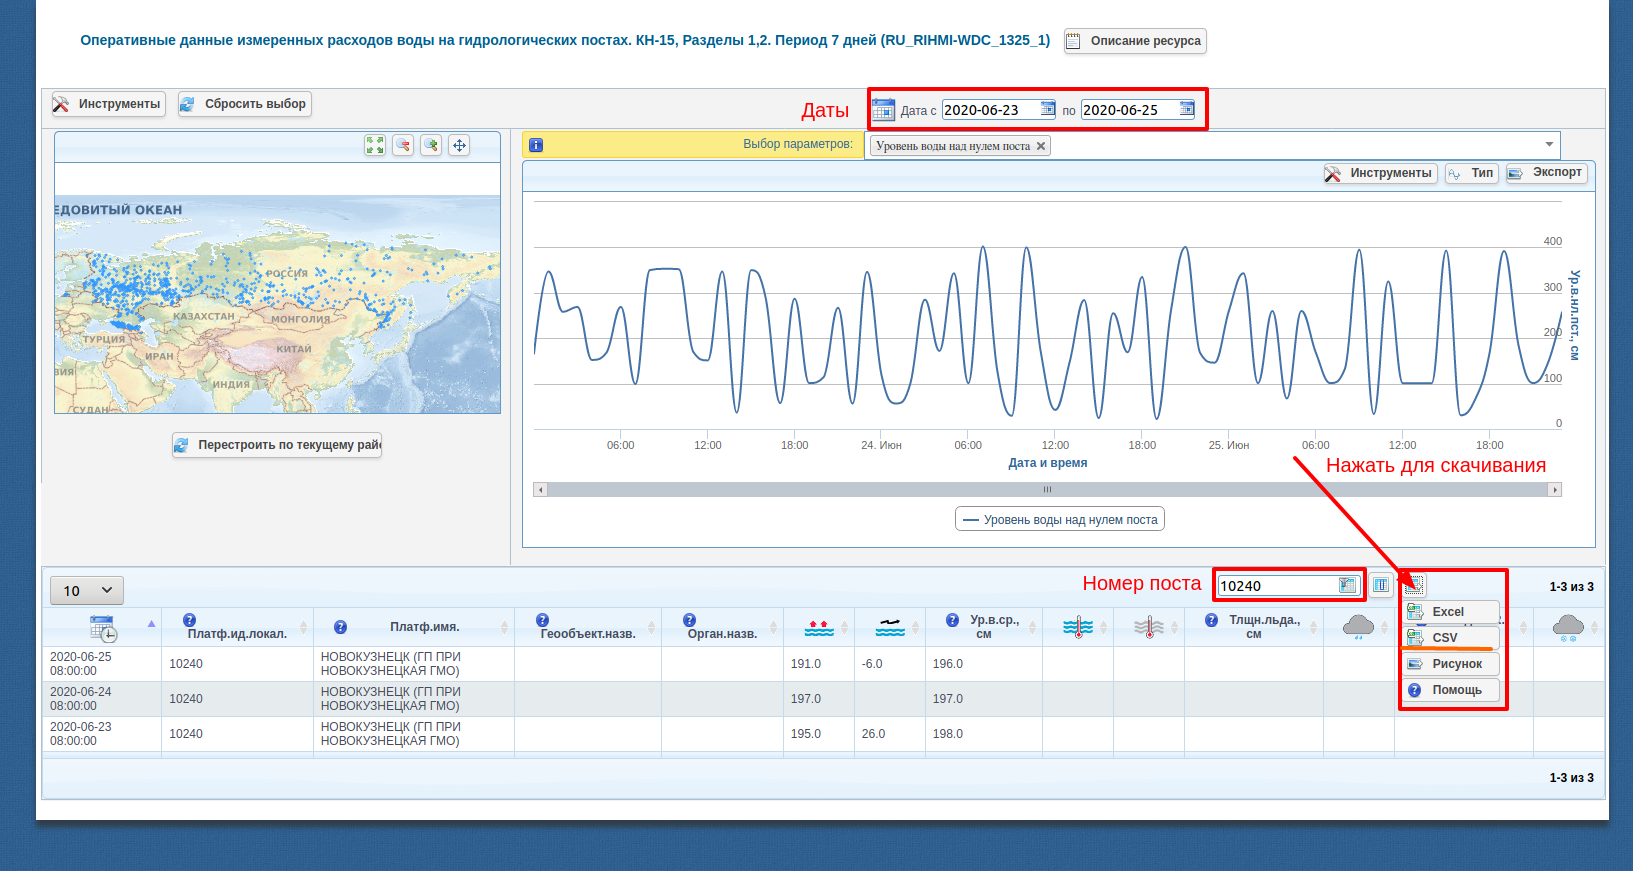 Оперативные данные измеренных расходов воды на гидрологических постах. КН-15, Разделы 1,2. Период 7 дней (RU_RIHMI-WDC_1325_1)
Описание ресурса
Инструменты
Сбросить выбор
Даты
Дата с
2020-06-23
по
2020-06-25
Выбор параметров:
Уровень воды над нулем поста
Инструменты
Тип
Экспорт
ЕДОВИТЫЙ ОКЕАН
РОССИЯ
КАЗАХСТАН
МОНГОЛИЯ
ТУРЦИЯ
ИРАН
КИТАЙ
ВИЯ
ИНДИЯ
СУДАН
Перестроить по текущему райо
400
300
200
100
0
Ур.в.нл.пст., см
06:00
12:00
18:00
24. Июн
06:00
12:00
18:00
25. Июн
06:00
12:00
18:00
Дата и время
Нажать для скачивания
Уровень воды над нулем поста
10
Номер поста
10240
1-3 из 3
Excel
CSV
Рисунок
Помощь
Платф.ид.локал.
Платф.имя.
Геообъект.назв.
Орган.назв.
Ур.в.ср., см
Тлщн.льда., см
2020-06-25 08:00:00
10240
НОВОКУЗНЕЦК (ГП ПРИ НОВОКУЗНЕЦКАЯ ГМО)
191.0
-6.0
196.0
2020-06-24 08:00:00
10240
НОВОКУЗНЕЦК (ГП ПРИ НОВОКУЗНЕЦКАЯ ГМО)
197.0
197.0
2020-06-23 08:00:00
10240
НОВОКУЗНЕЦК (ГП ПРИ НОВОКУЗНЕЦКАЯ ГМО)
195.0
26.0
198.0
1-3 из 3